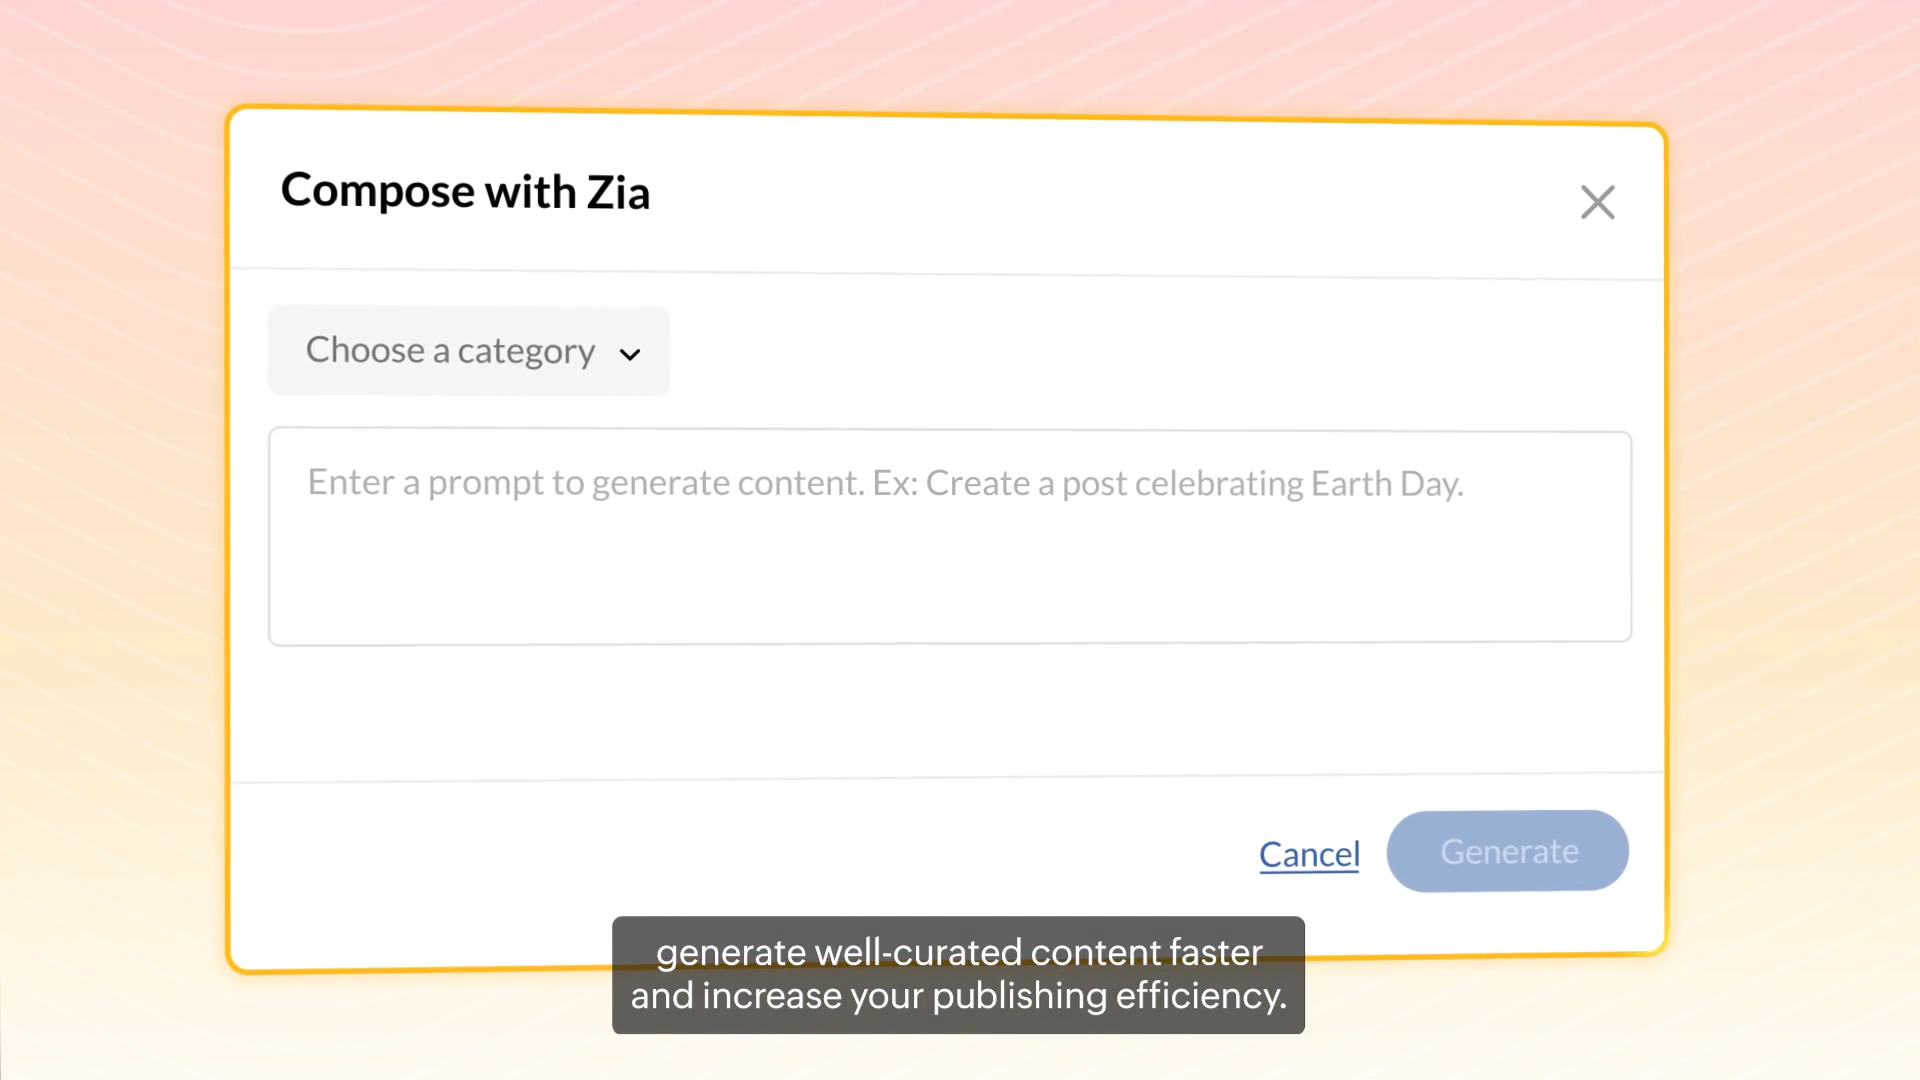 Compose with Zia
Choose a category
Enter a prompt to generate content. Ex: Create a post celebrating Earth Day.
Cancel
Generate
generate well-curated content faster
and increase your publishing efficiency.